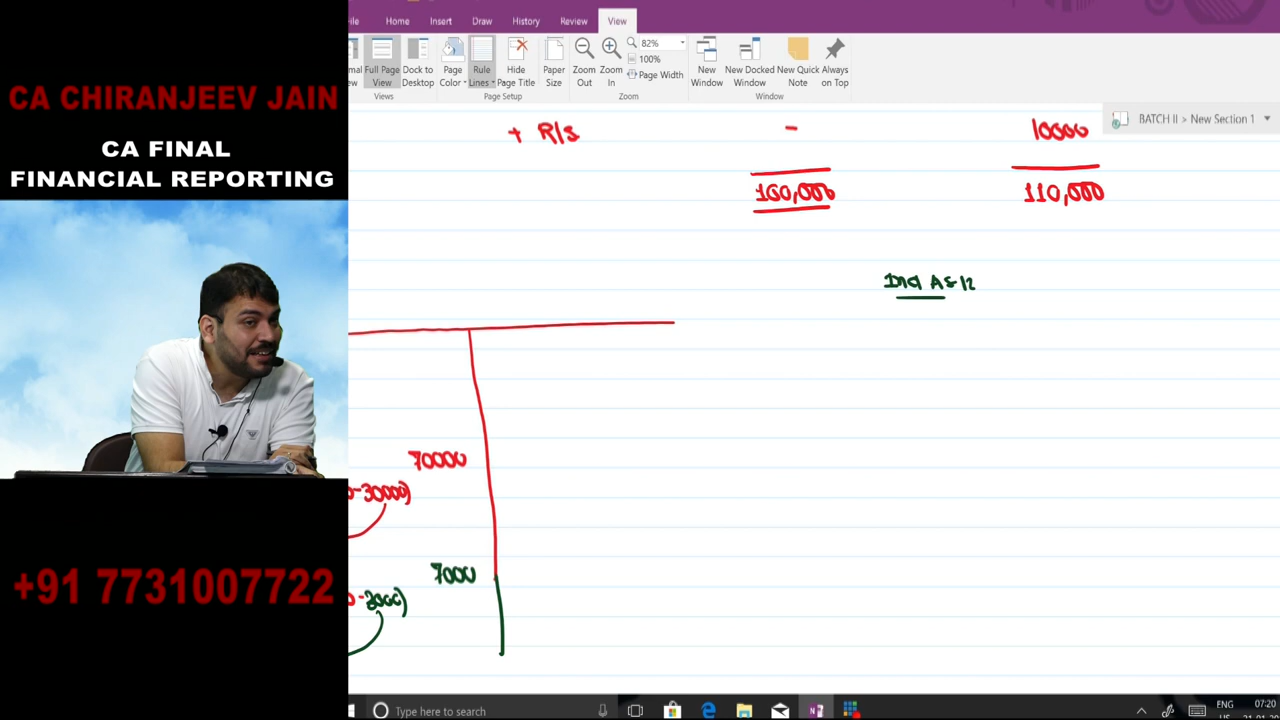 CA CHIRANJEEV JAIN
CA FINAL
FINANCIAL REPORTING
+91 7731007722
File Home Insert Draw History Review View
Full Page View
Dock to Desktop
Page Color
Rule Lines
Hide Page Title
Paper Size
Zoom Out
Zoom In
82%
100%
Page Width
New Window
New Docked Window
New Quick Note
Always on Top
Views Page Setup Zoom Window
BATCH II > New Section 1
+ R/S - 10000
100,000 110,000
Ind AS 12
70000
-30000)
7000
-3000)
Type here to search
ENG 07:20